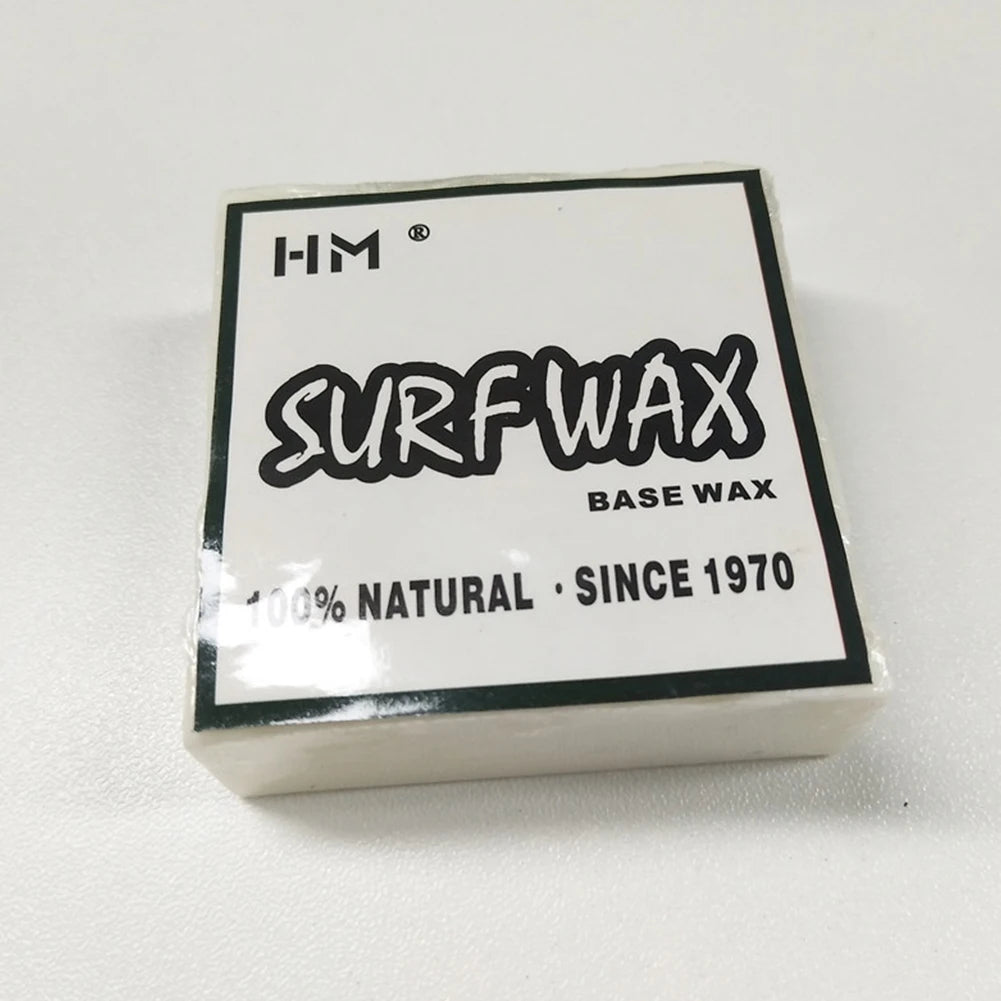 HM ®
SURF WAX
BASE WAX
100% NATURAL · SINCE 1970